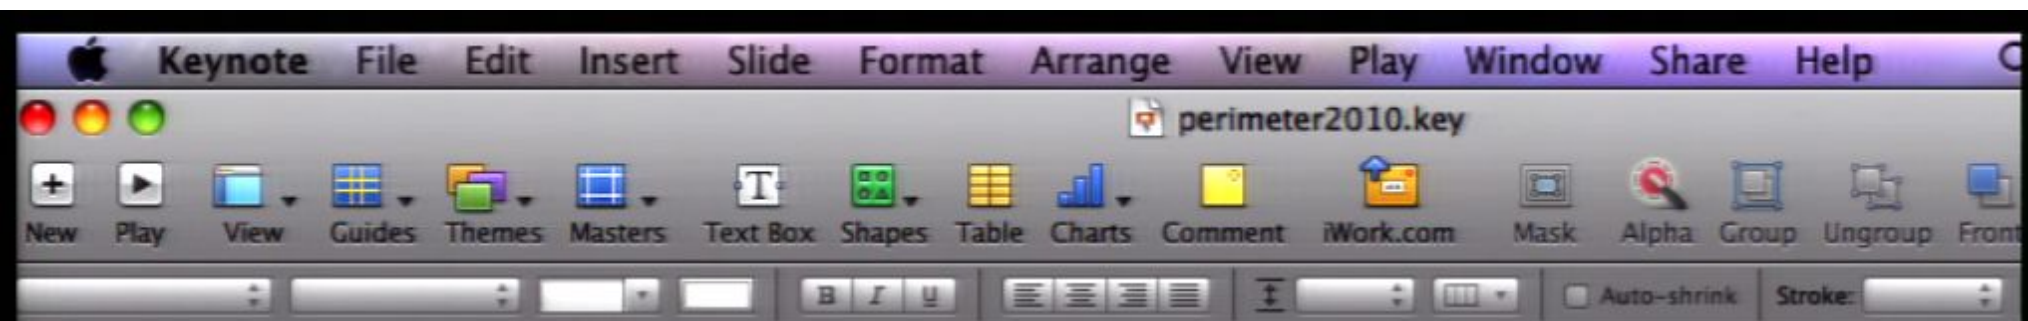 Keynote File Edit Insert Slide Format Arrange View Play Window Share Help
perimeter2010.key
New Play View Guides Themes Masters Text Box Shapes Table Charts Comment iWork.com Mask Alpha Group Ungroup Front
B I U Auto-shrink Stroke: